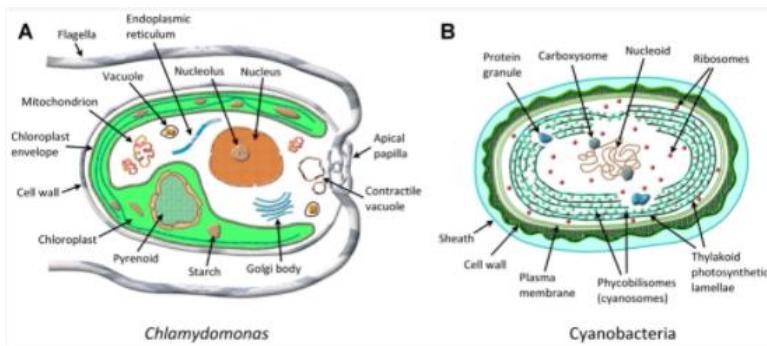 A
Flagella
Endoplasmic
reticulum
Vacuole
Nucleolus
Nucleus
Mitochondrion
Chloroplast
envelope
Cell wall
Apical
papilla
Contractile
vacuole
Chloroplast
Pyrenoid
Starch
Golgi body
Chlamydomonas
B
Protein
granule
Carboxysome
Nucleoid
Ribosomes
Sheath
Cell wall
Plasma
membrane
Phycobilisomes
(cyanosomes)
Thylakoid
photosynthetic
lamellae
Cyanobacteria